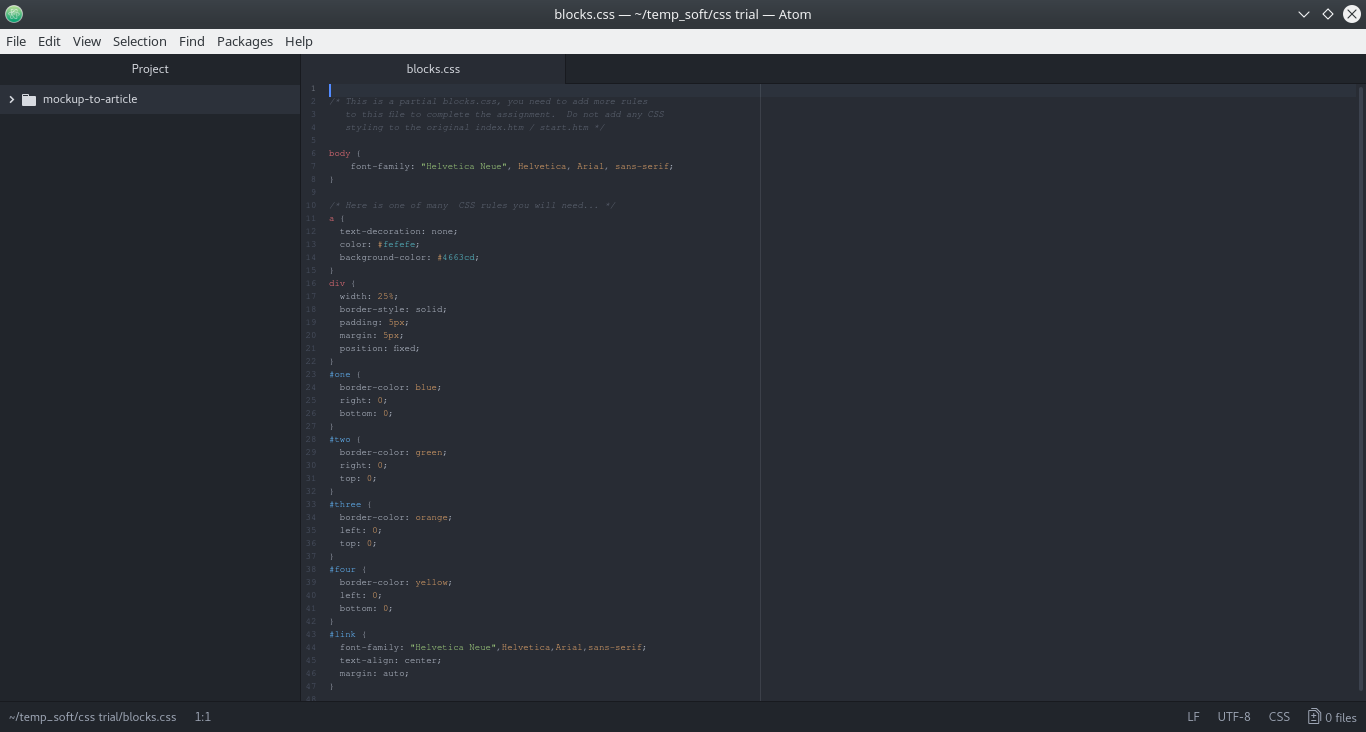 blocks.css — ~/temp_soft/css trial — Atom
File Edit View Selection Find Packages Help
Project
blocks.css
mockup-to-article
1
2 /* This is a partial blocks.css, you need to add more rules
3 to this file to complete the assignment.  Do not add any CSS
4 styling to the original index.htm / start.htm */
5
6 body {
7 font-family: "Helvetica Neue", Helvetica, Arial, sans-serif;
8 }
9
10 /* Here is one of many  CSS rules you will need... */
11 a {
12 text-decoration: none;
13 color: #fefefe;
14 background-color: #4663cd;
15 }
16 div {
17 width: 25%;
18 border-style: solid;
19 padding: 5px;
20 margin: 5px;
21 position: fixed;
22 }
23 #one {
24 border-color: blue;
25 right: 0;
26 bottom: 0;
27 }
28 #two {
29 border-color: green;
30 right: 0;
31 top: 0;
32 }
33 #three {
34 border-color: orange;
35 left: 0;
36 top: 0;
37 }
38 #four {
39 border-color: yellow;
40 left: 0;
41 bottom: 0;
42 }
43 #link {
44 font-family: "Helvetica Neue",Helvetica,Arial,sans-serif;
45 text-align: center;
46 margin: auto;
47 }
48
~/temp_soft/css trial/blocks.css 1:1 LF UTF-8 CSS 0 files